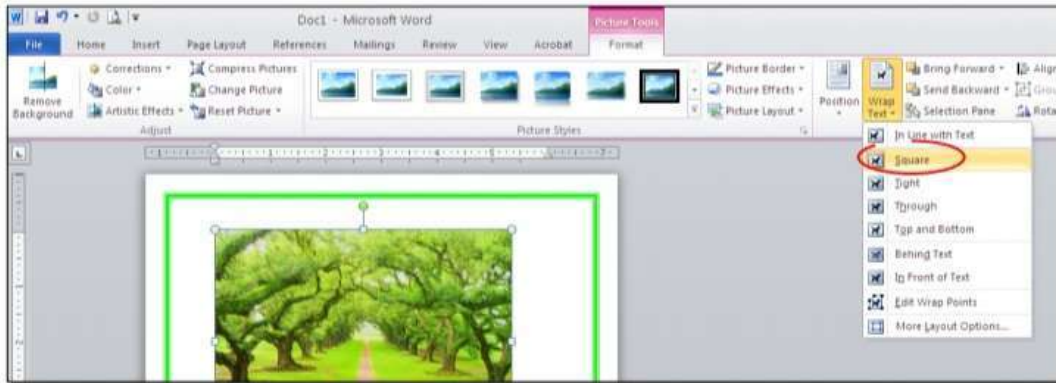 Doc1 - Microsoft Word
Picture Tools
File Home Insert Page Layout References Mailings Review View Acrobat Format
Remove Background
Corrections
Color
Artistic Effects
Compress Pictures
Change Picture
Reset Picture
Adjust
Picture Styles
Picture Border
Picture Effects
Picture Layout
Position
Wrap Text
Bring Forward
Send Backward
Selection Pane
Align
Grou
Rota
In Line with Text
Square
Tight
Through
Top and Bottom
Behind Text
In Front of Text
Edit Wrap Points
More Layout Options...